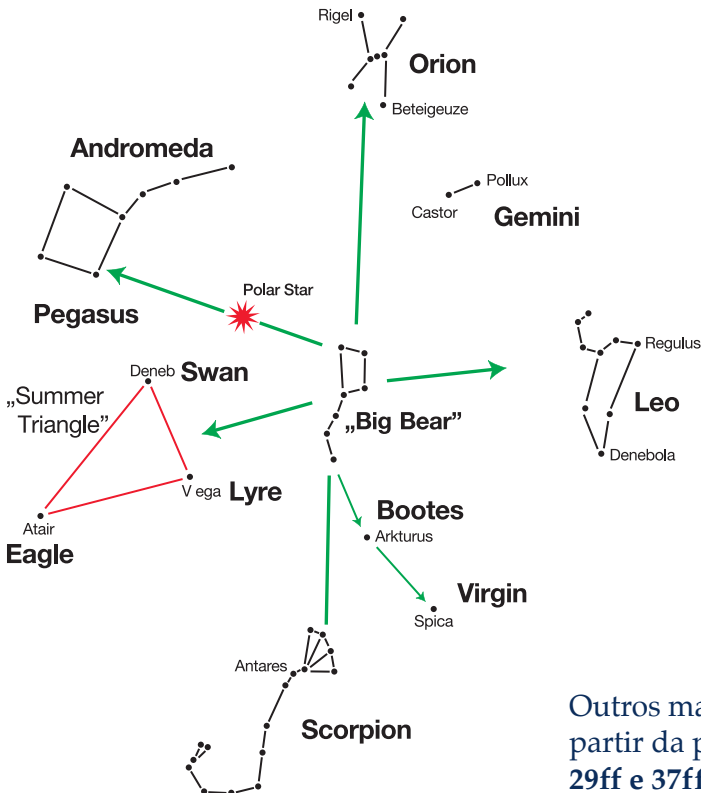 Rigel
Orion
Beteigeuze
Andromeda
Pollux
Castor
Gemini
Polar Star
Pegasus
Deneb Swan
Regulus
„Summer
Triangle”
Leo
„Big Bear”
Denebola
Vega Lyre
Bootes
Atair
Arkturus
Eagle
Virgin
Spica
Antares
Scorpion
Outros ma
partir da p
29ff e 37ff